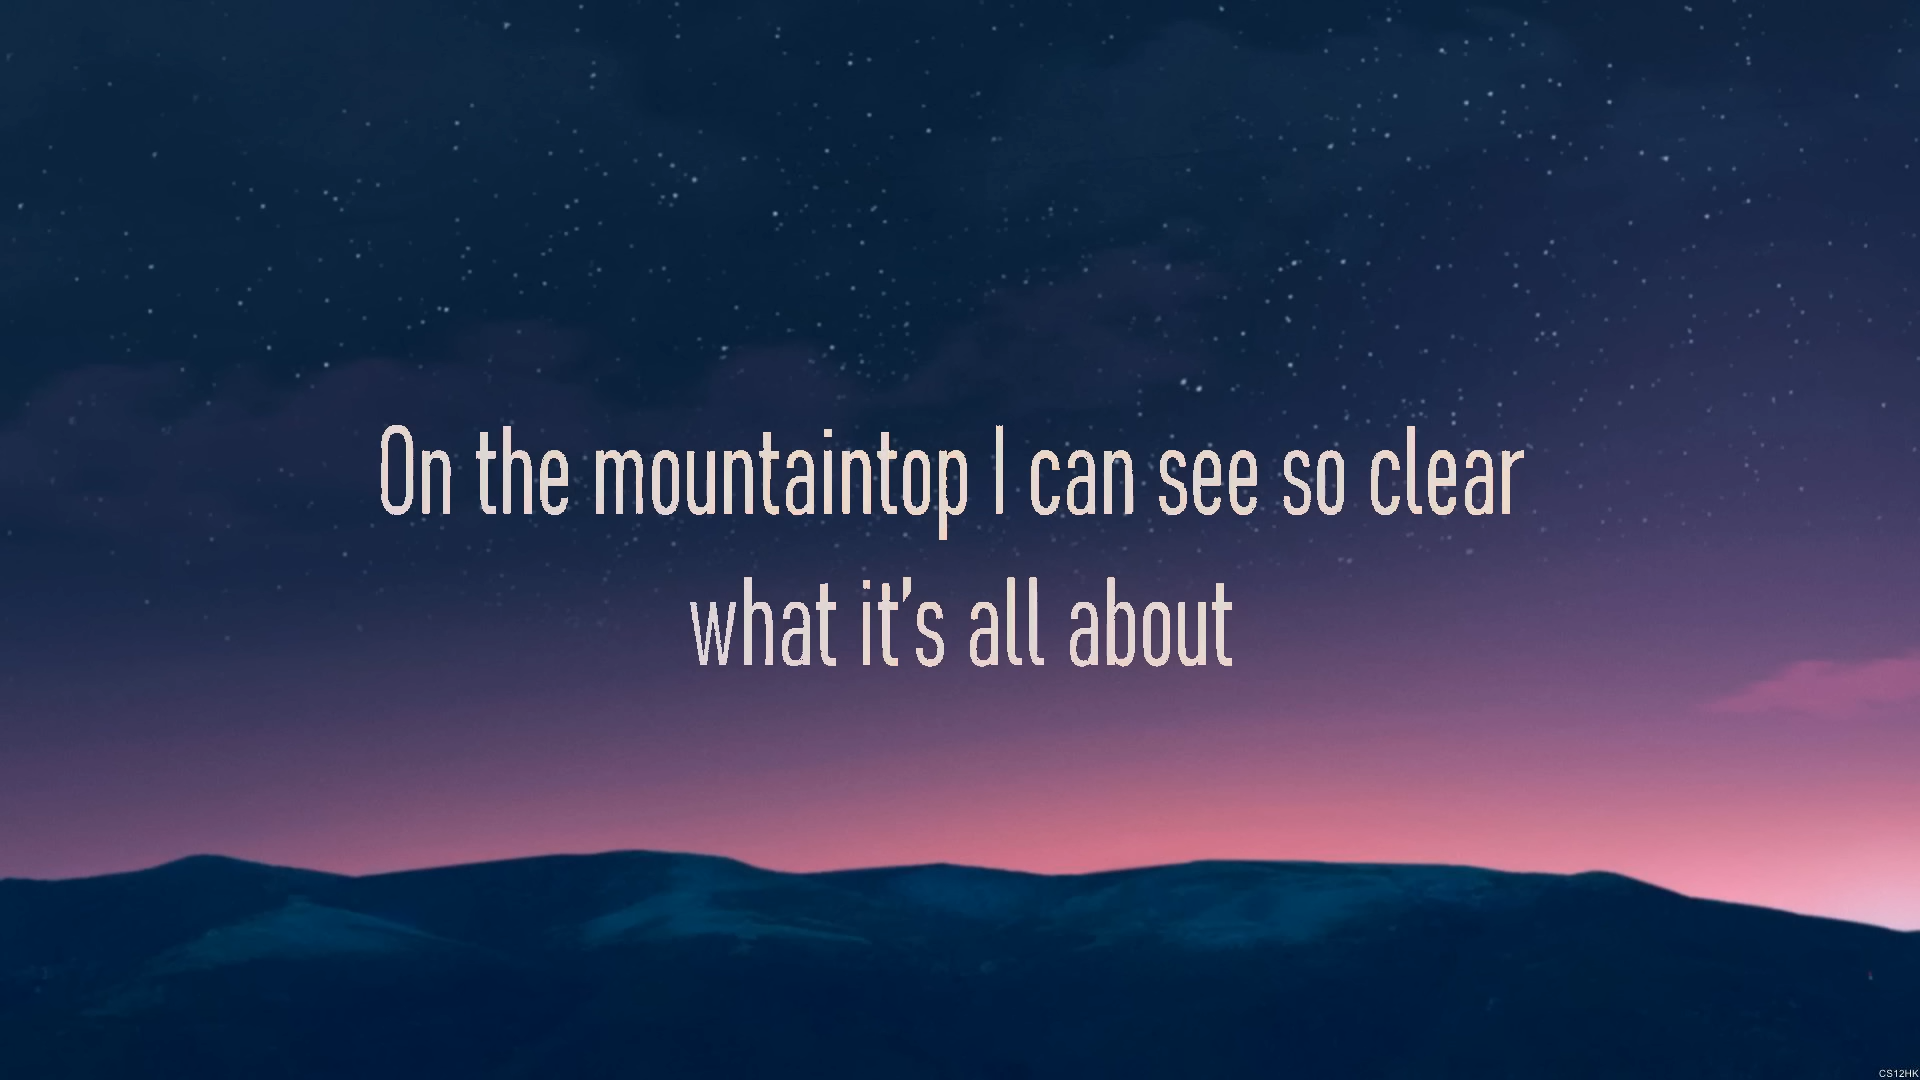 On the mountaintop I can see so clear
what it’s all about
CS12HK